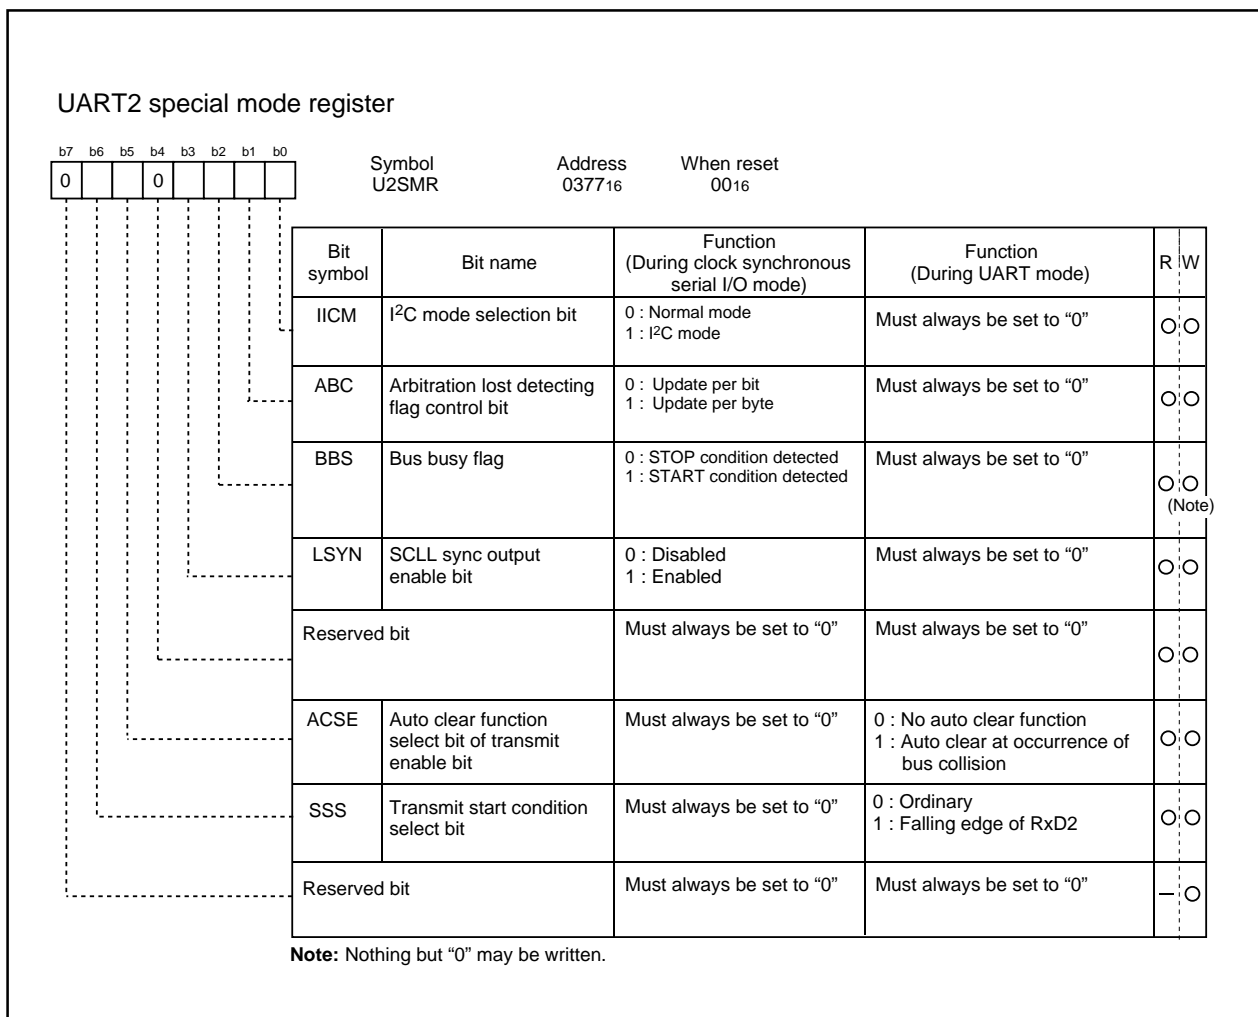 UART2 special mode register
b7 b6 b5 b4 b3 b2 b1 b0
0 0
Symbol Address When reset
U2SMR 037716 0016
Bit symbol
Bit name
Function
(During clock synchronous
serial I/O mode)
Function
(During UART mode)
R W
IICM
I2C mode selection bit
0 : Normal mode
1 : I2C mode
Must always be set to “0”
ABC
Arbitration lost detecting
flag control bit
0 : Update per bit
1 : Update per byte
Must always be set to “0”
BBS
Bus busy flag
0 : STOP condition detected
1 : START condition detected
Must always be set to “0”
(Note)
LSYN
SCLL sync output
enable bit
0 : Disabled
1 : Enabled
Must always be set to “0”
Reserved bit
Must always be set to “0”
Must always be set to “0”
ACSE
Auto clear function
select bit of transmit
enable bit
Must always be set to “0”
0 : No auto clear function
1 : Auto clear at occurrence of
bus collision
SSS
Transmit start condition
select bit
Must always be set to “0”
0 : Ordinary
1 : Falling edge of RxD2
Reserved bit
Must always be set to “0”
Must always be set to “0”
–
Note: Nothing but “0” may be written.